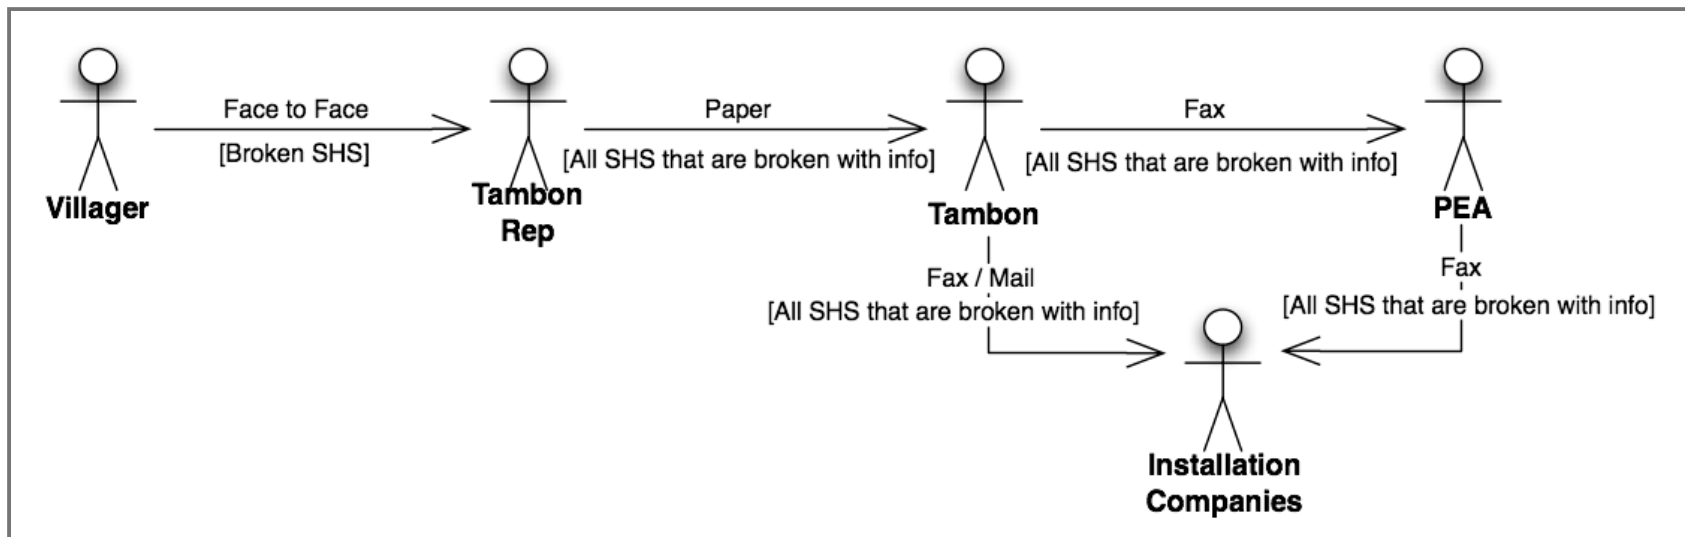 Face to Face
[Broken SHS]
Villager
Tambon
Rep
Paper
[All SHS that are broken with info]
Tambon
Fax
[All SHS that are broken with info]
PEA
Fax / Mail
[All SHS that are broken with info]
Fax
[All SHS that are broken with info]
Installation
Companies